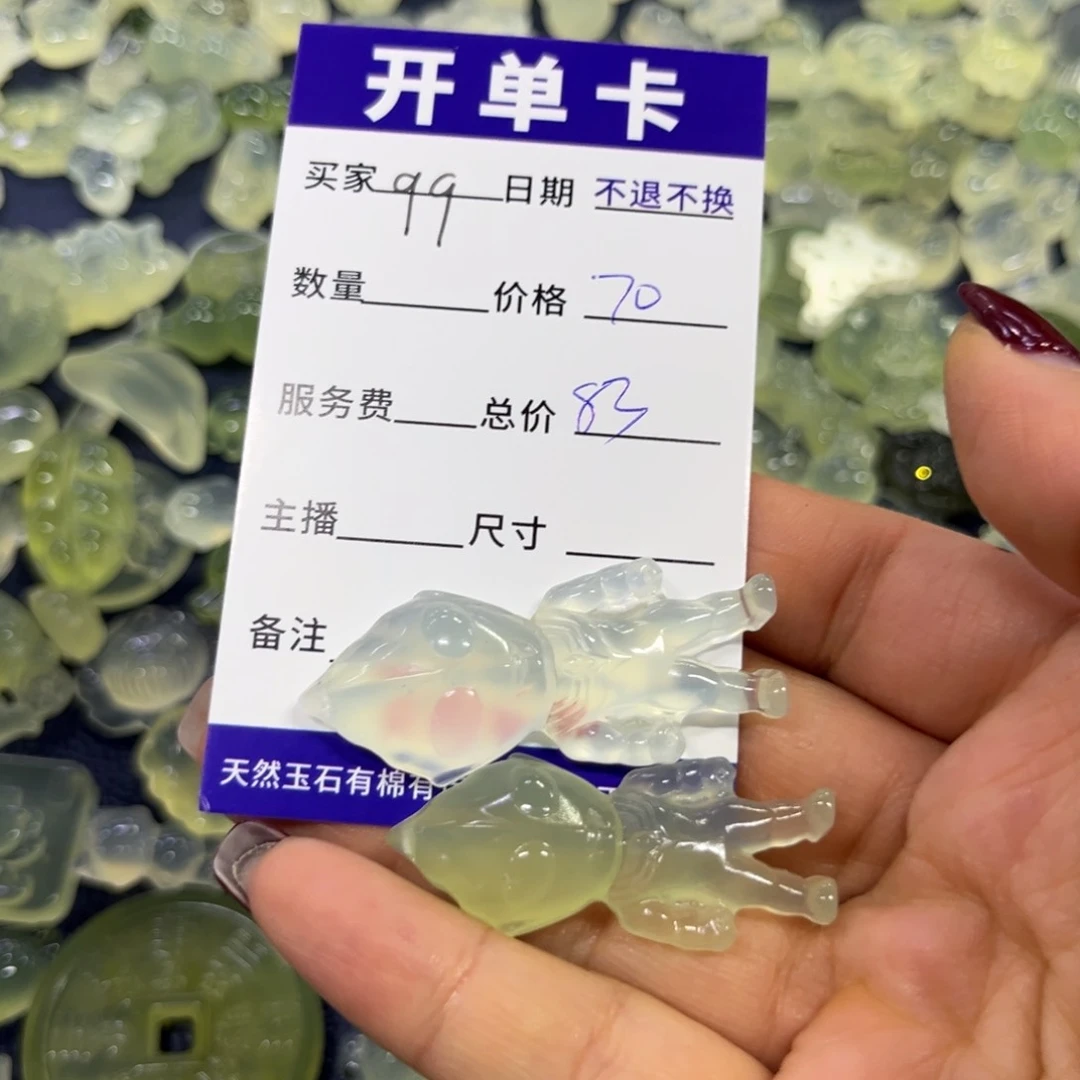 开单卡
买家 99 日期 不退不换
数量 价格 70
服务费 总价 83
主播 尺寸
备注
天然玉石有棉有